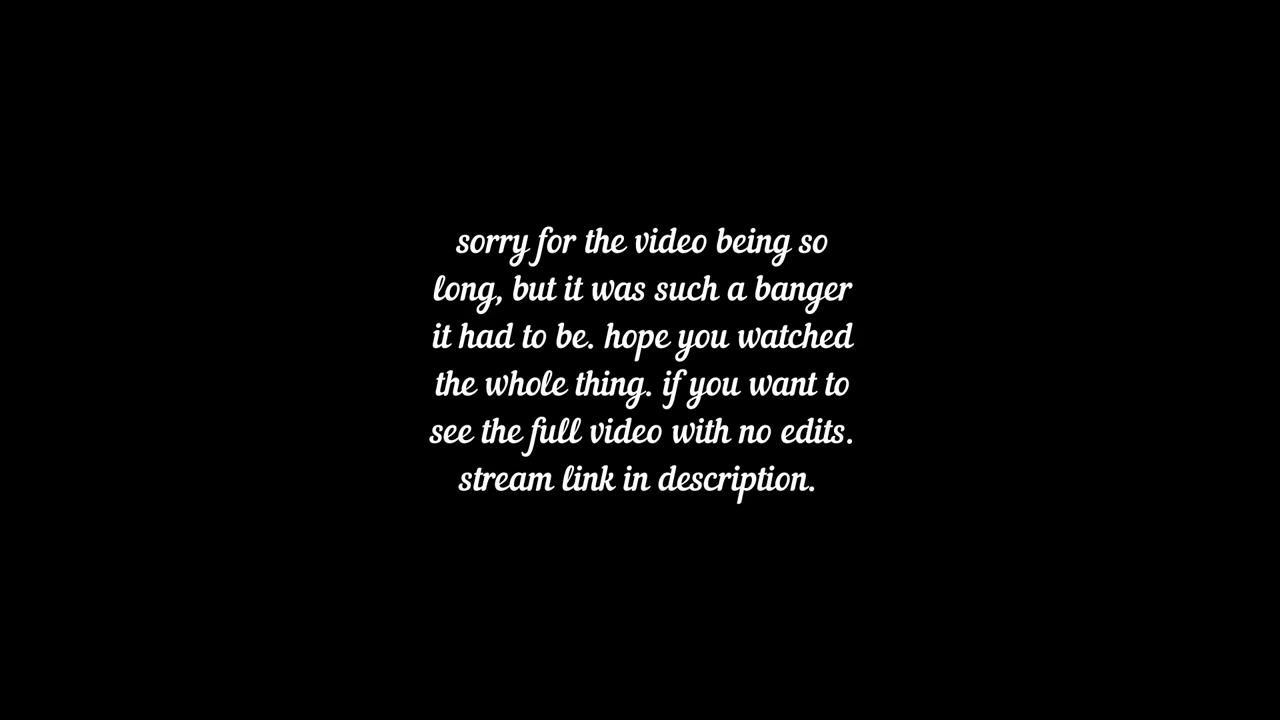 sorry for the video being so
long, but it was such a banger
it had to be. hope you watched
the whole thing. if you want to
see the full video with no edits.
stream link in description.